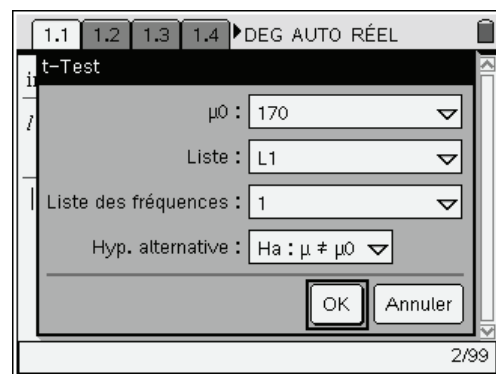 1.1 1.2 1.3 1.4 DEG AUTO RÉEL
t-Test
μ0 : 170
Liste : L1
Liste des fréquences : 1
Hyp. alternative : Ha : μ ≠ μ0
OK Annuler
2/99